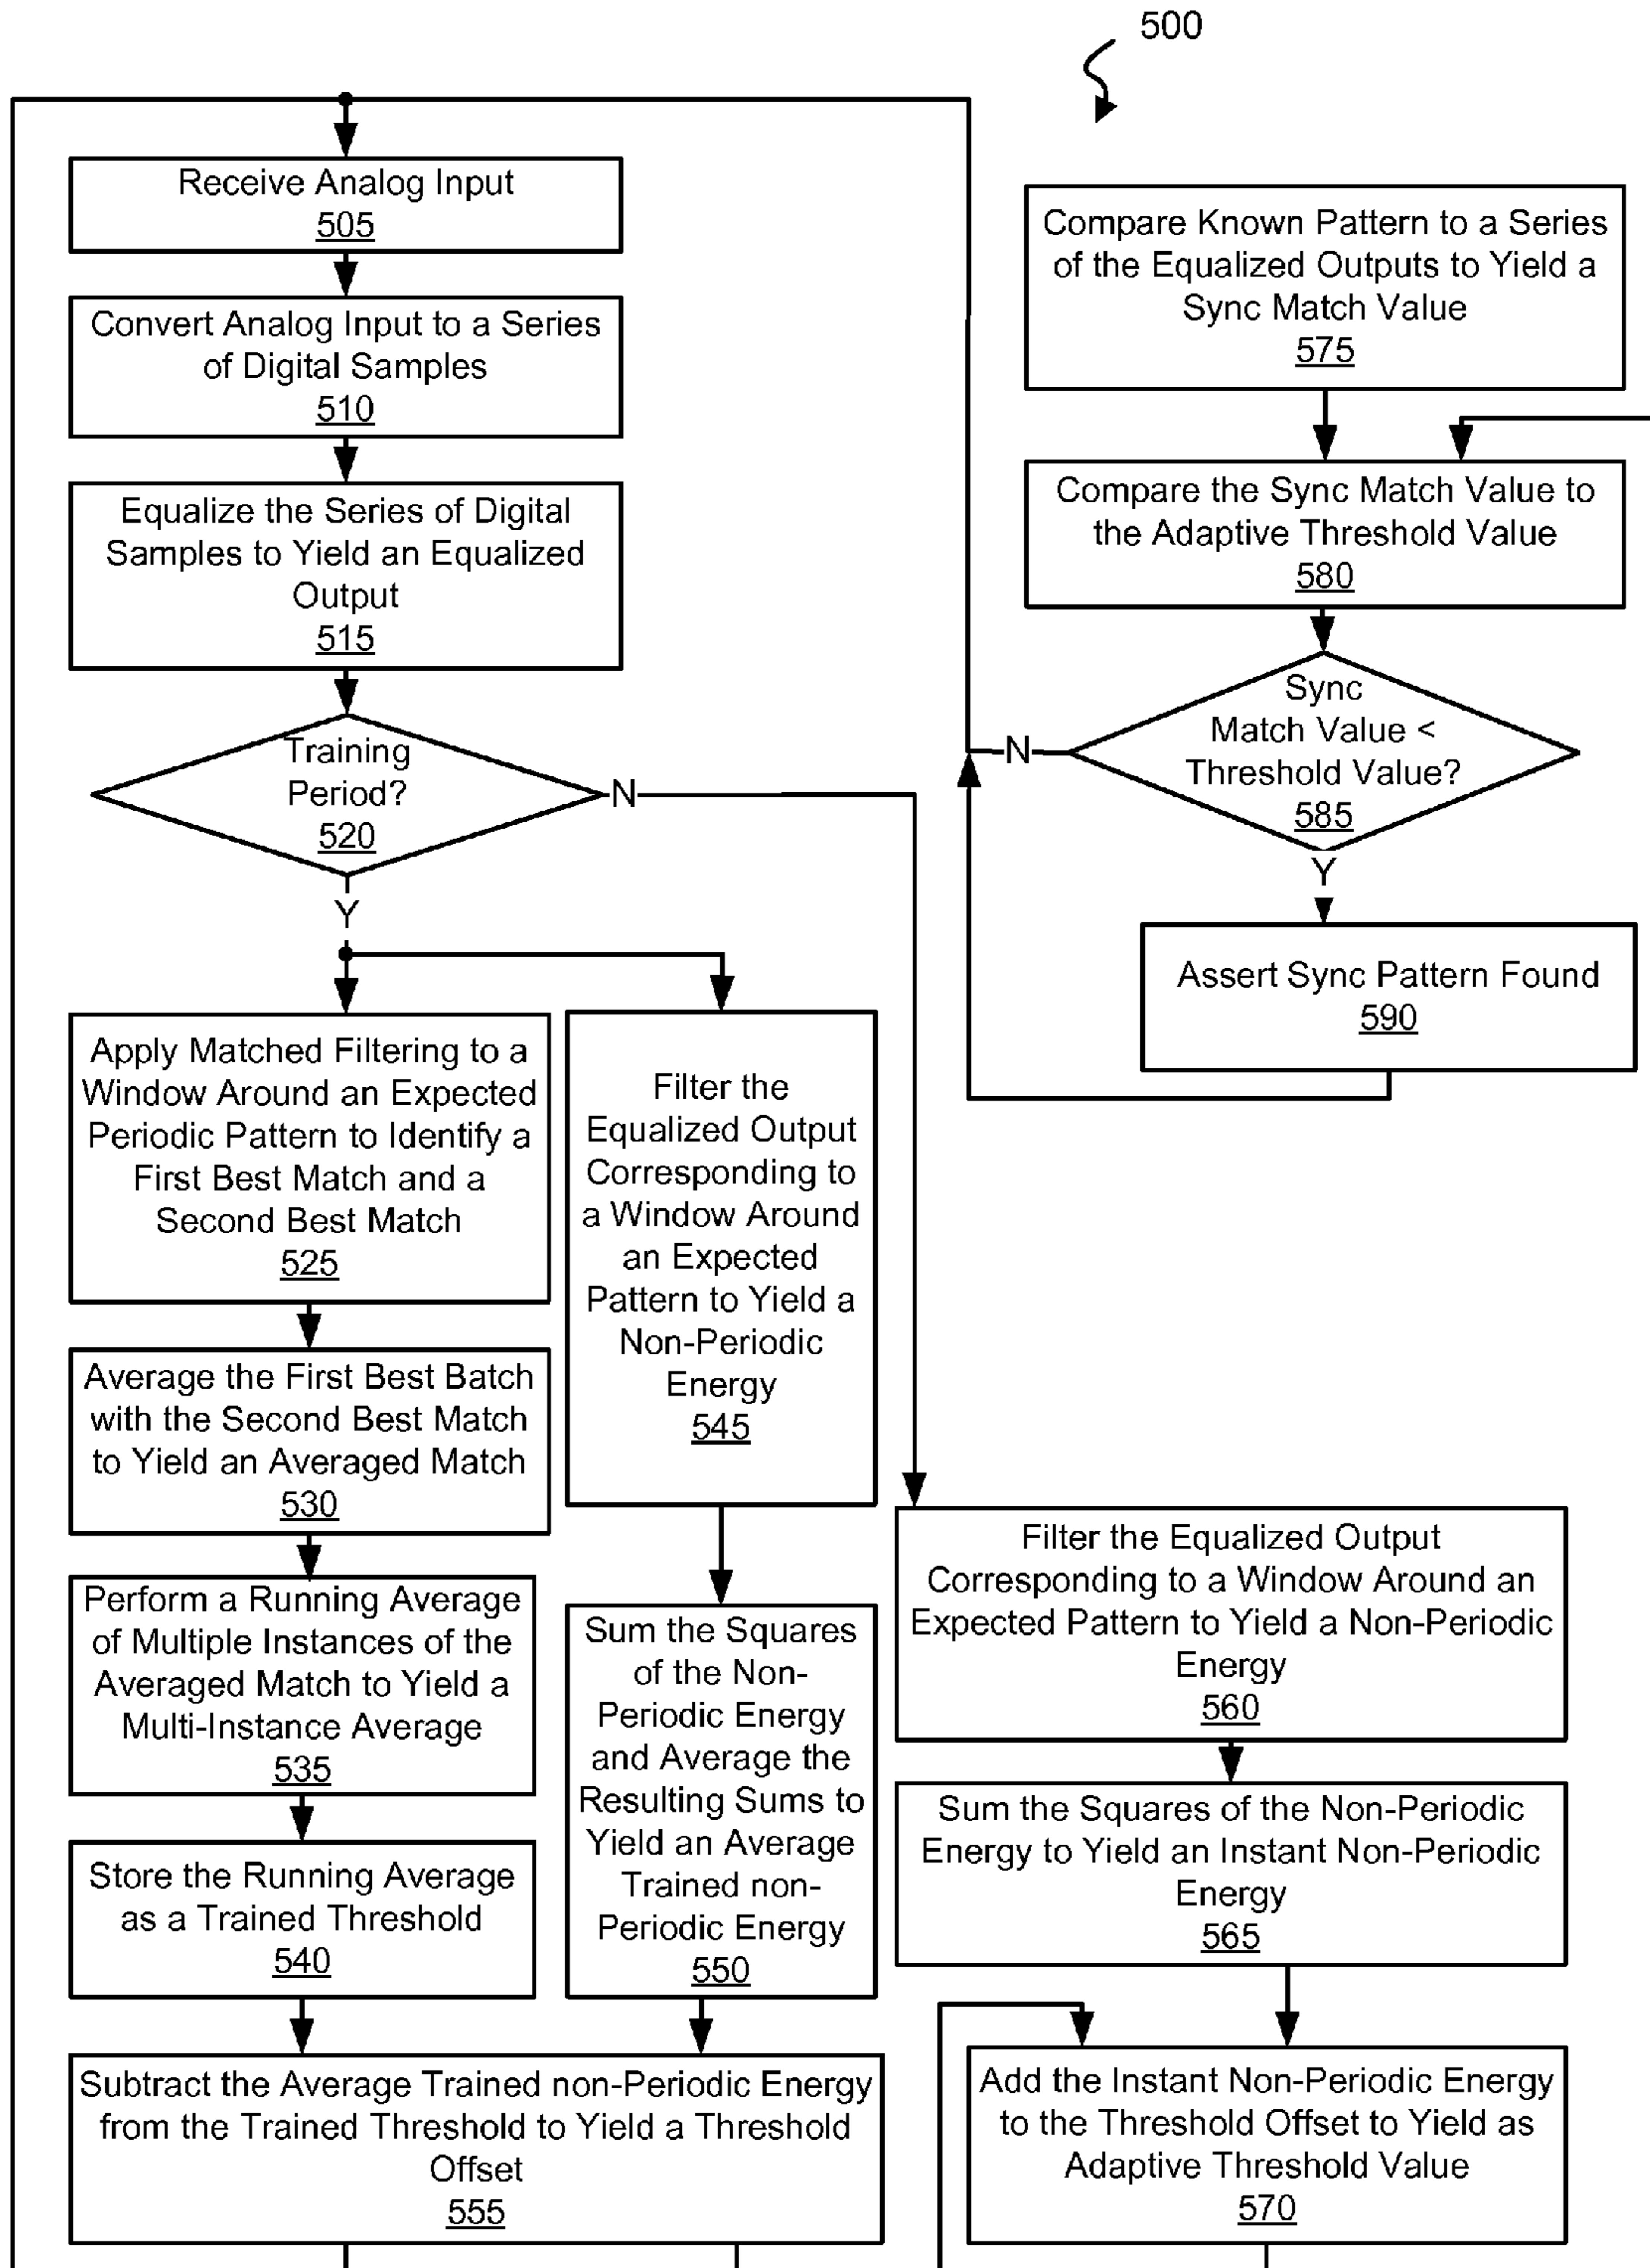 500
Receive Analog Input
505
Convert Analog Input to a Series
of Digital Samples
510
Equalize the Series of Digital
Samples to Yield an Equalized
Output
515
Training
Period?
520
N
Y
Apply Matched Filtering to a
Window Around an Expected
Periodic Pattern to Identify a
First Best Match and a
Second Best Match
525
Average the First Best Batch
with the Second Best Match
to Yield an Averaged Match
530
Perform a Running Average
of Multiple Instances of the
Averaged Match to Yield a
Multi-Instance Average
535
Store the Running Average
as a Trained Threshold
540
Filter the
Equalized Output
Corresponding to
a Window Around
an Expected
Pattern to Yield a
Non-Periodic
Energy
545
Sum the Squares
of the Non-
Periodic Energy
and Average the
Resulting Sums to
Yield an Average
Trained non-
Periodic Energy
550
Subtract the Average Trained non-Periodic Energy
from the Trained Threshold to Yield a Threshold
Offset
555
Filter the Equalized Output
Corresponding to a Window Around an
Expected Pattern to Yield a Non-Periodic
Energy
560
Sum the Squares of the Non-Periodic
Energy to Yield an Instant Non-Periodic
Energy
565
Add the Instant Non-Periodic Energy
to the Threshold Offset to Yield as
Adaptive Threshold Value
570
Compare Known Pattern to a Series
of the Equalized Outputs to Yield a
Sync Match Value
575
Compare the Sync Match Value to
the Adaptive Threshold Value
580
Sync
Match Value <
Threshold Value?
585
N
Y
Assert Sync Pattern Found
590